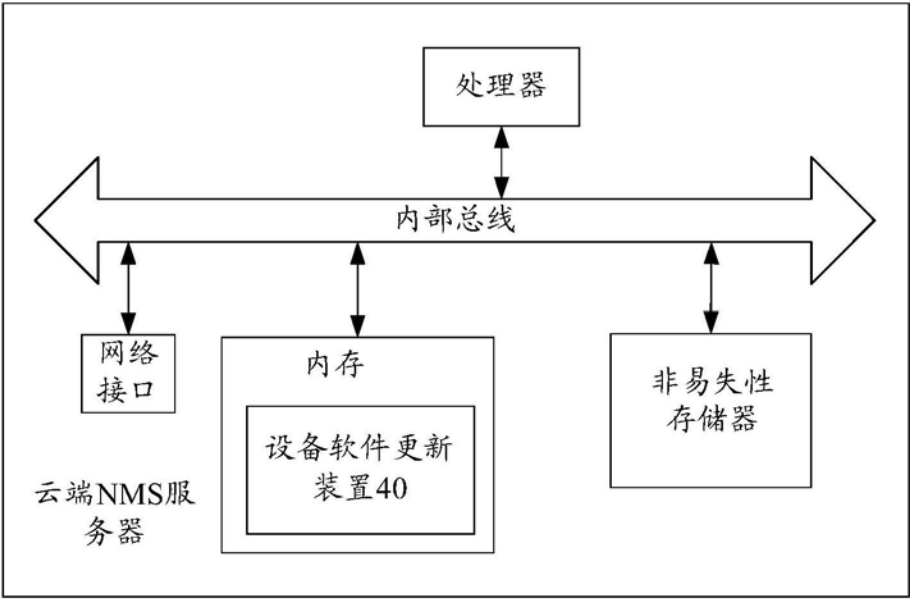 处理器
内部总线
网络
接口
内存
设备软件更新
装置40
非易失性
存储器
云端NMS服
务器